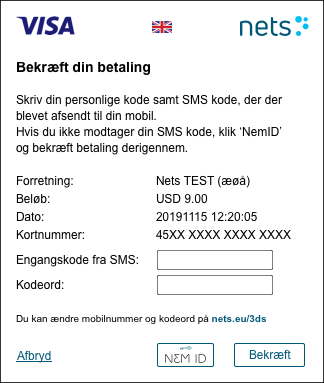 VISA nets
Bekræft din betaling
Skriv din personlige kode samt SMS kode, der der
blevet afsendt til din mobil.
Hvis du ikke modtager din SMS kode, klik ‘NemID’
og bekræft betaling derigennem.
Forretning: Nets TEST (æøå)
Beløb: USD 9.00
Dato: 20191115 12:20:05
Kortnummer: 45XX XXXX XXXX XXXX
Engangskode fra SMS:
Kodeord:
Du kan ændre mobilnummer og kodeord på nets.eu/3ds
Afbryd NEM ID Bekræft